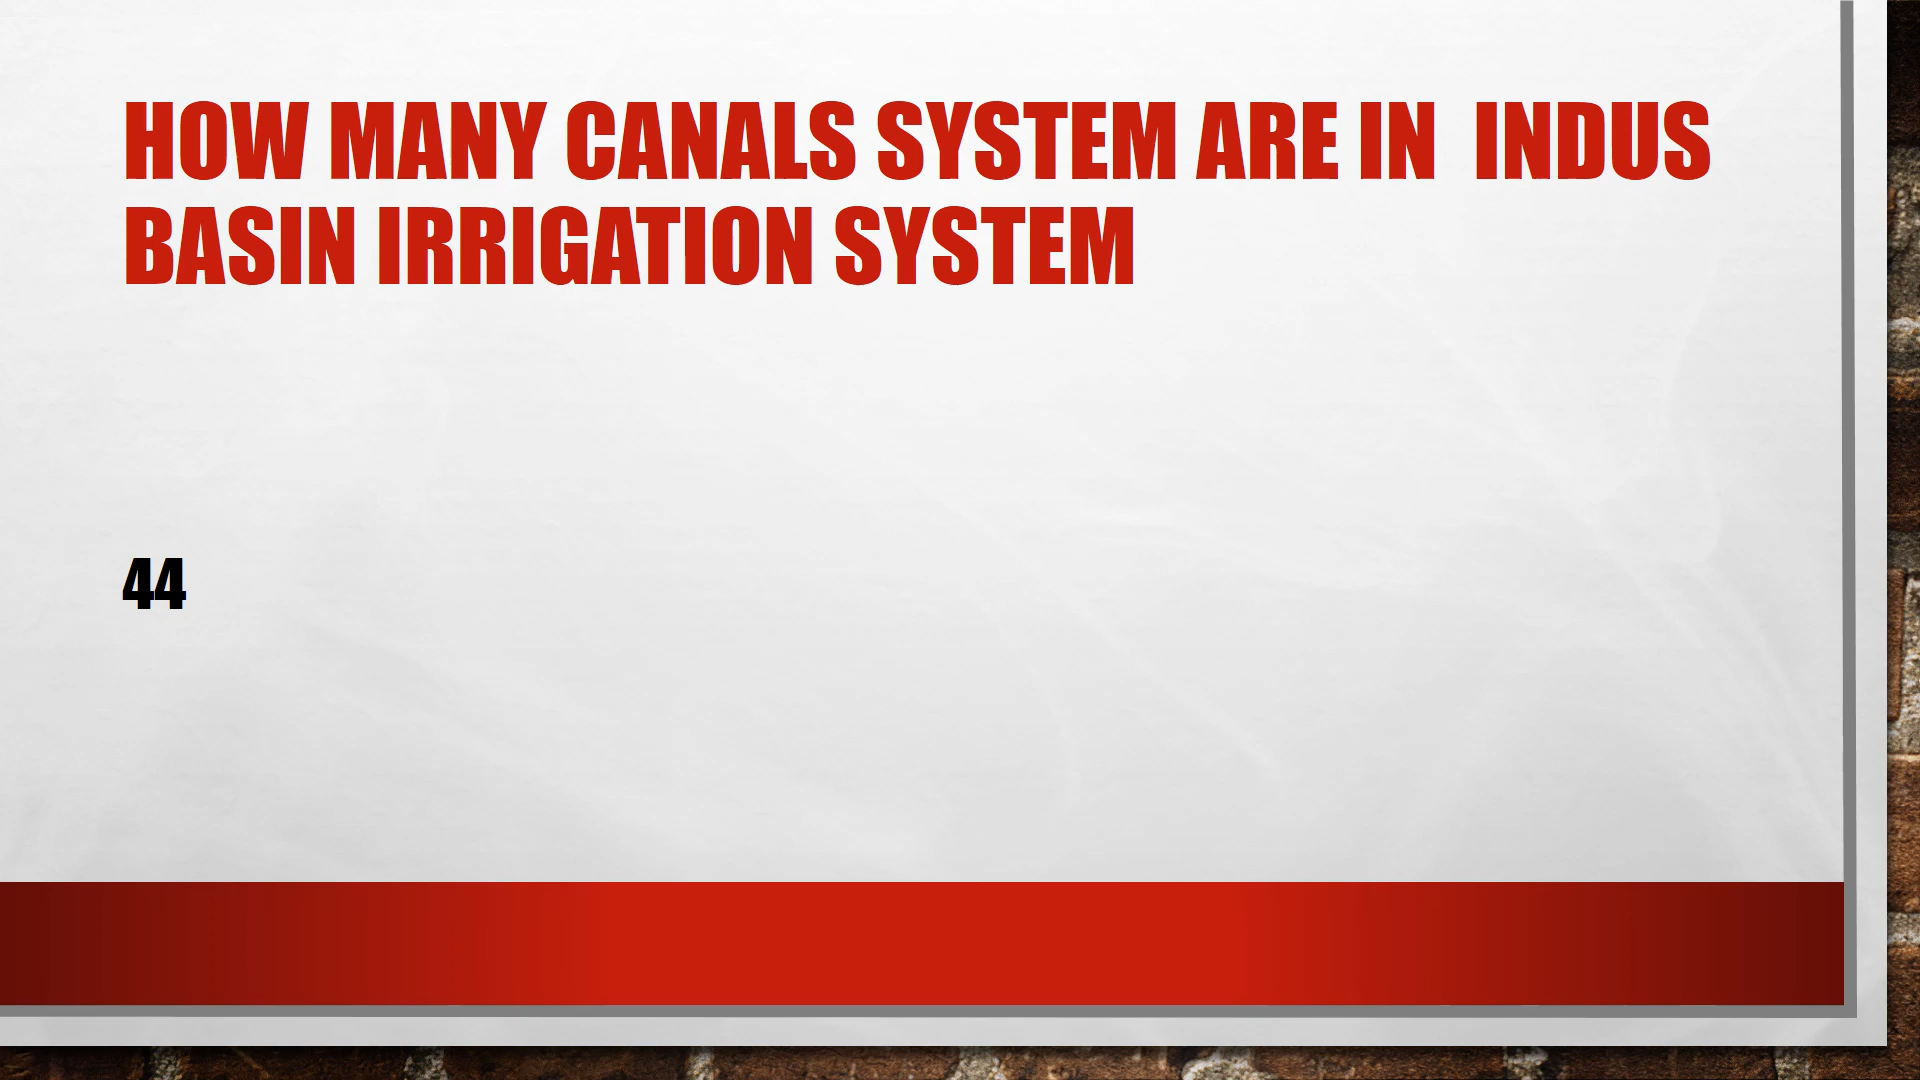 HOW MANY CANALS SYSTEM ARE IN  INDUS
BASIN IRRIGATION SYSTEM
44